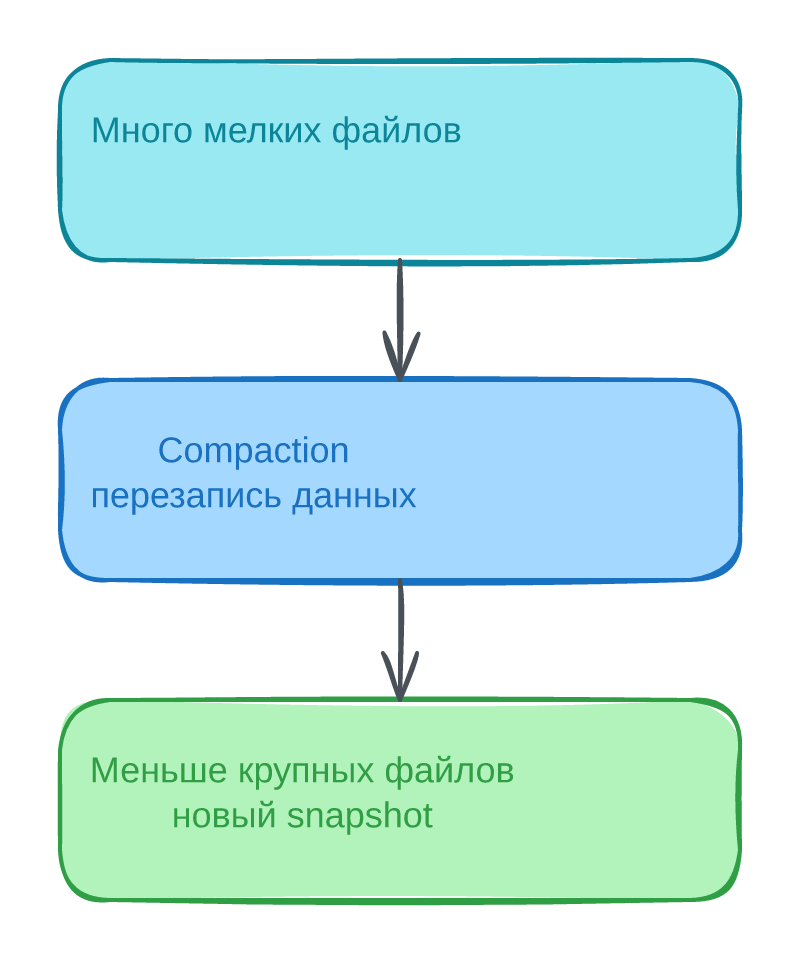 Много мелких файлов
Compaction
перезапись данных
Меньше крупных файлов
новый snapshot